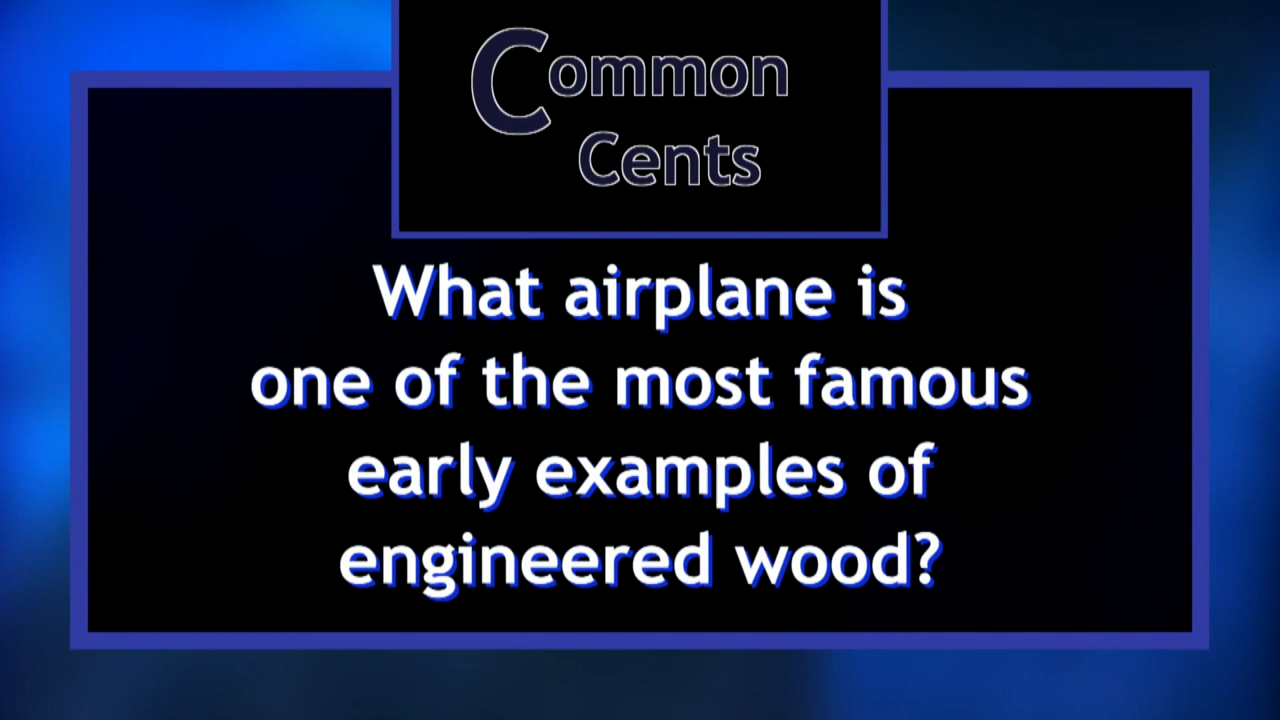 Common
Cents
What airplane is
one of the most famous
early examples of
engineered wood?